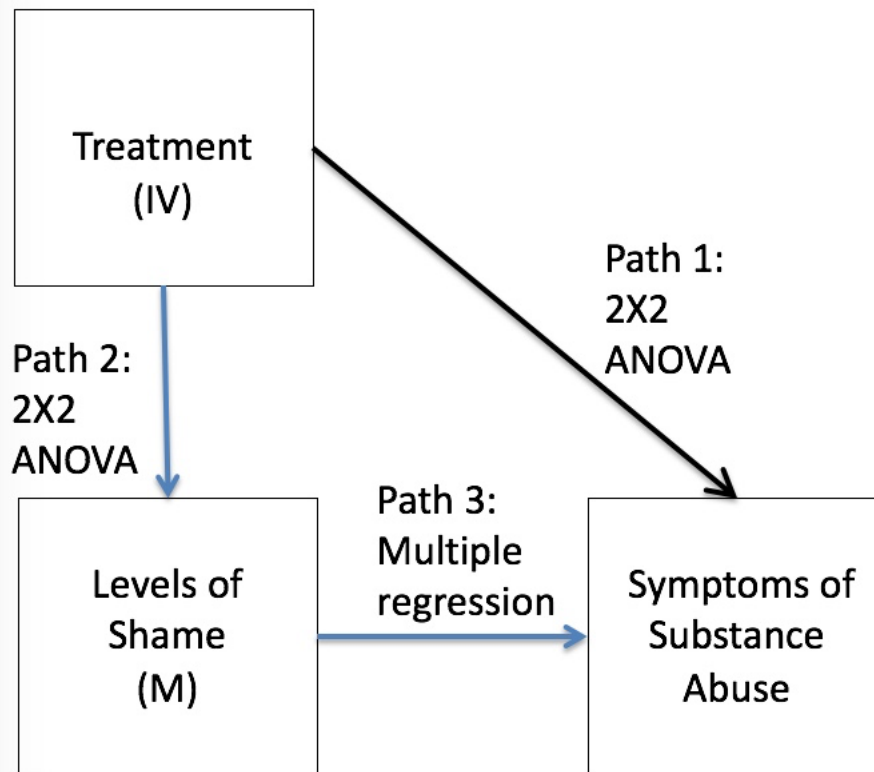 Treatment
(IV)
Path 1:
2X2
ANOVA
Path 2:
2X2
ANOVA
Path 3:
Multiple
regression
Levels of
Shame
(M)
Symptoms of
Substance
Abuse